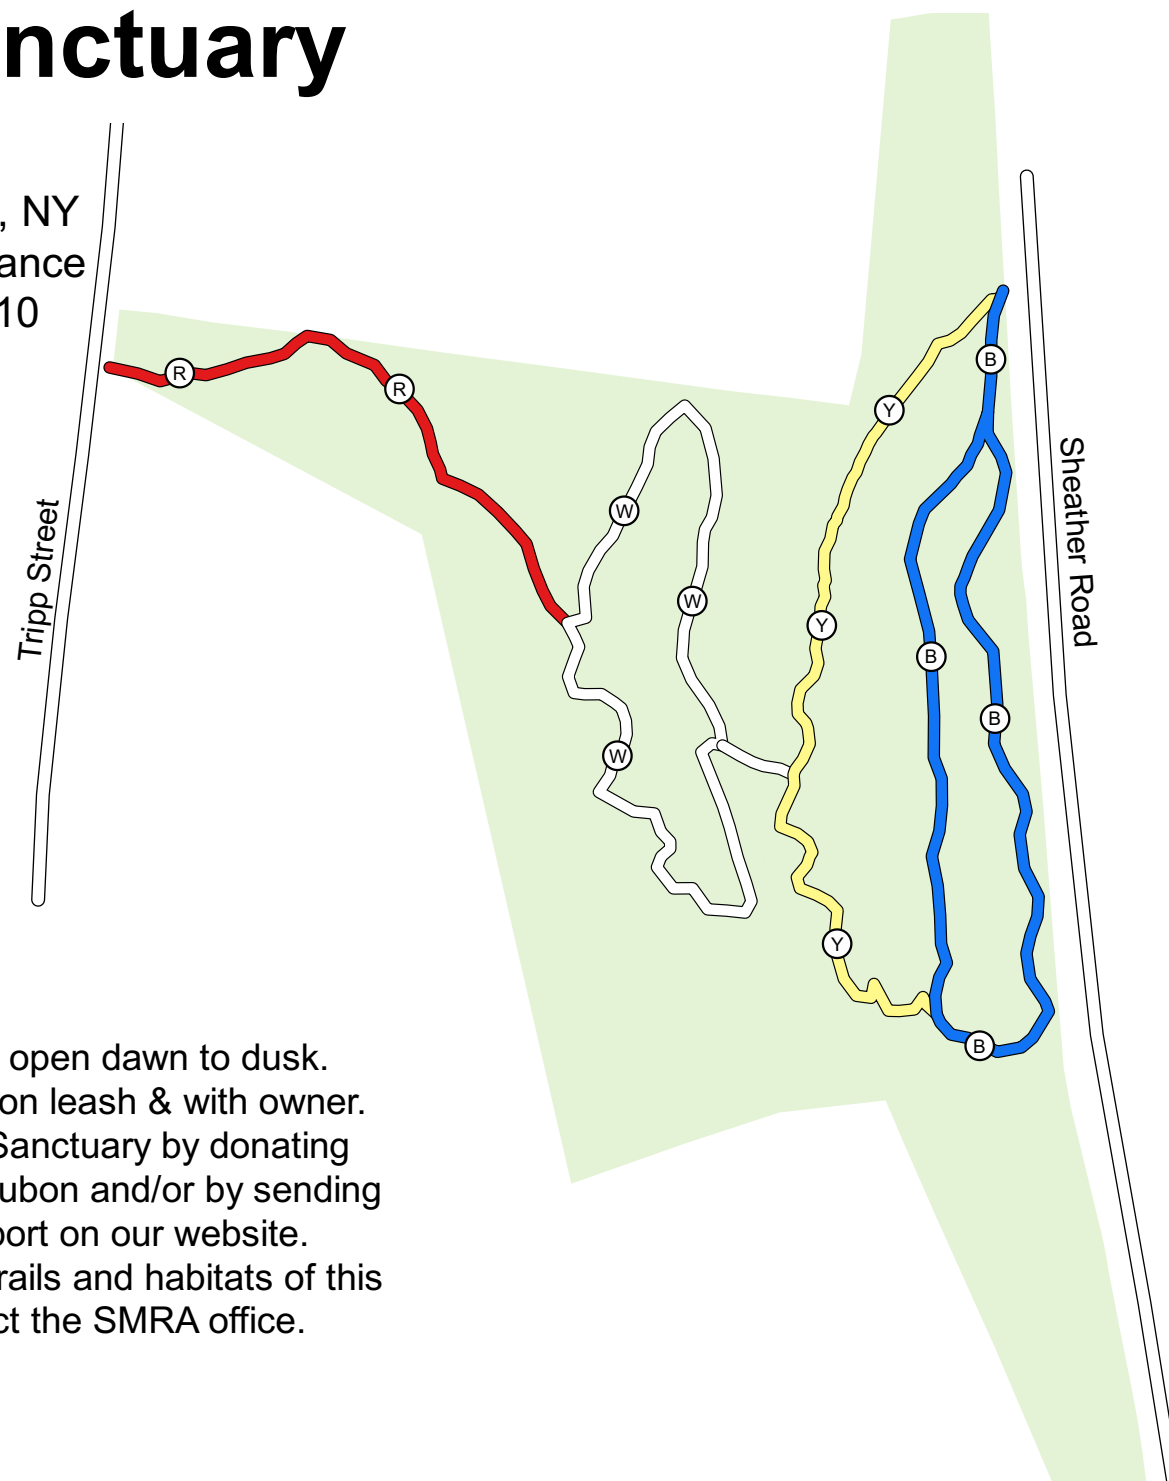 nctuary
, NY
ance
10
Tripp Street
Sheather Road
R
R
W
W
W
Y
Y
Y
B
B
B
B
open dawn to dusk.
on leash & with owner.
Sanctuary by donating
ubon and/or by sending
port on our website.
rails and habitats of this
ct the SMRA office.